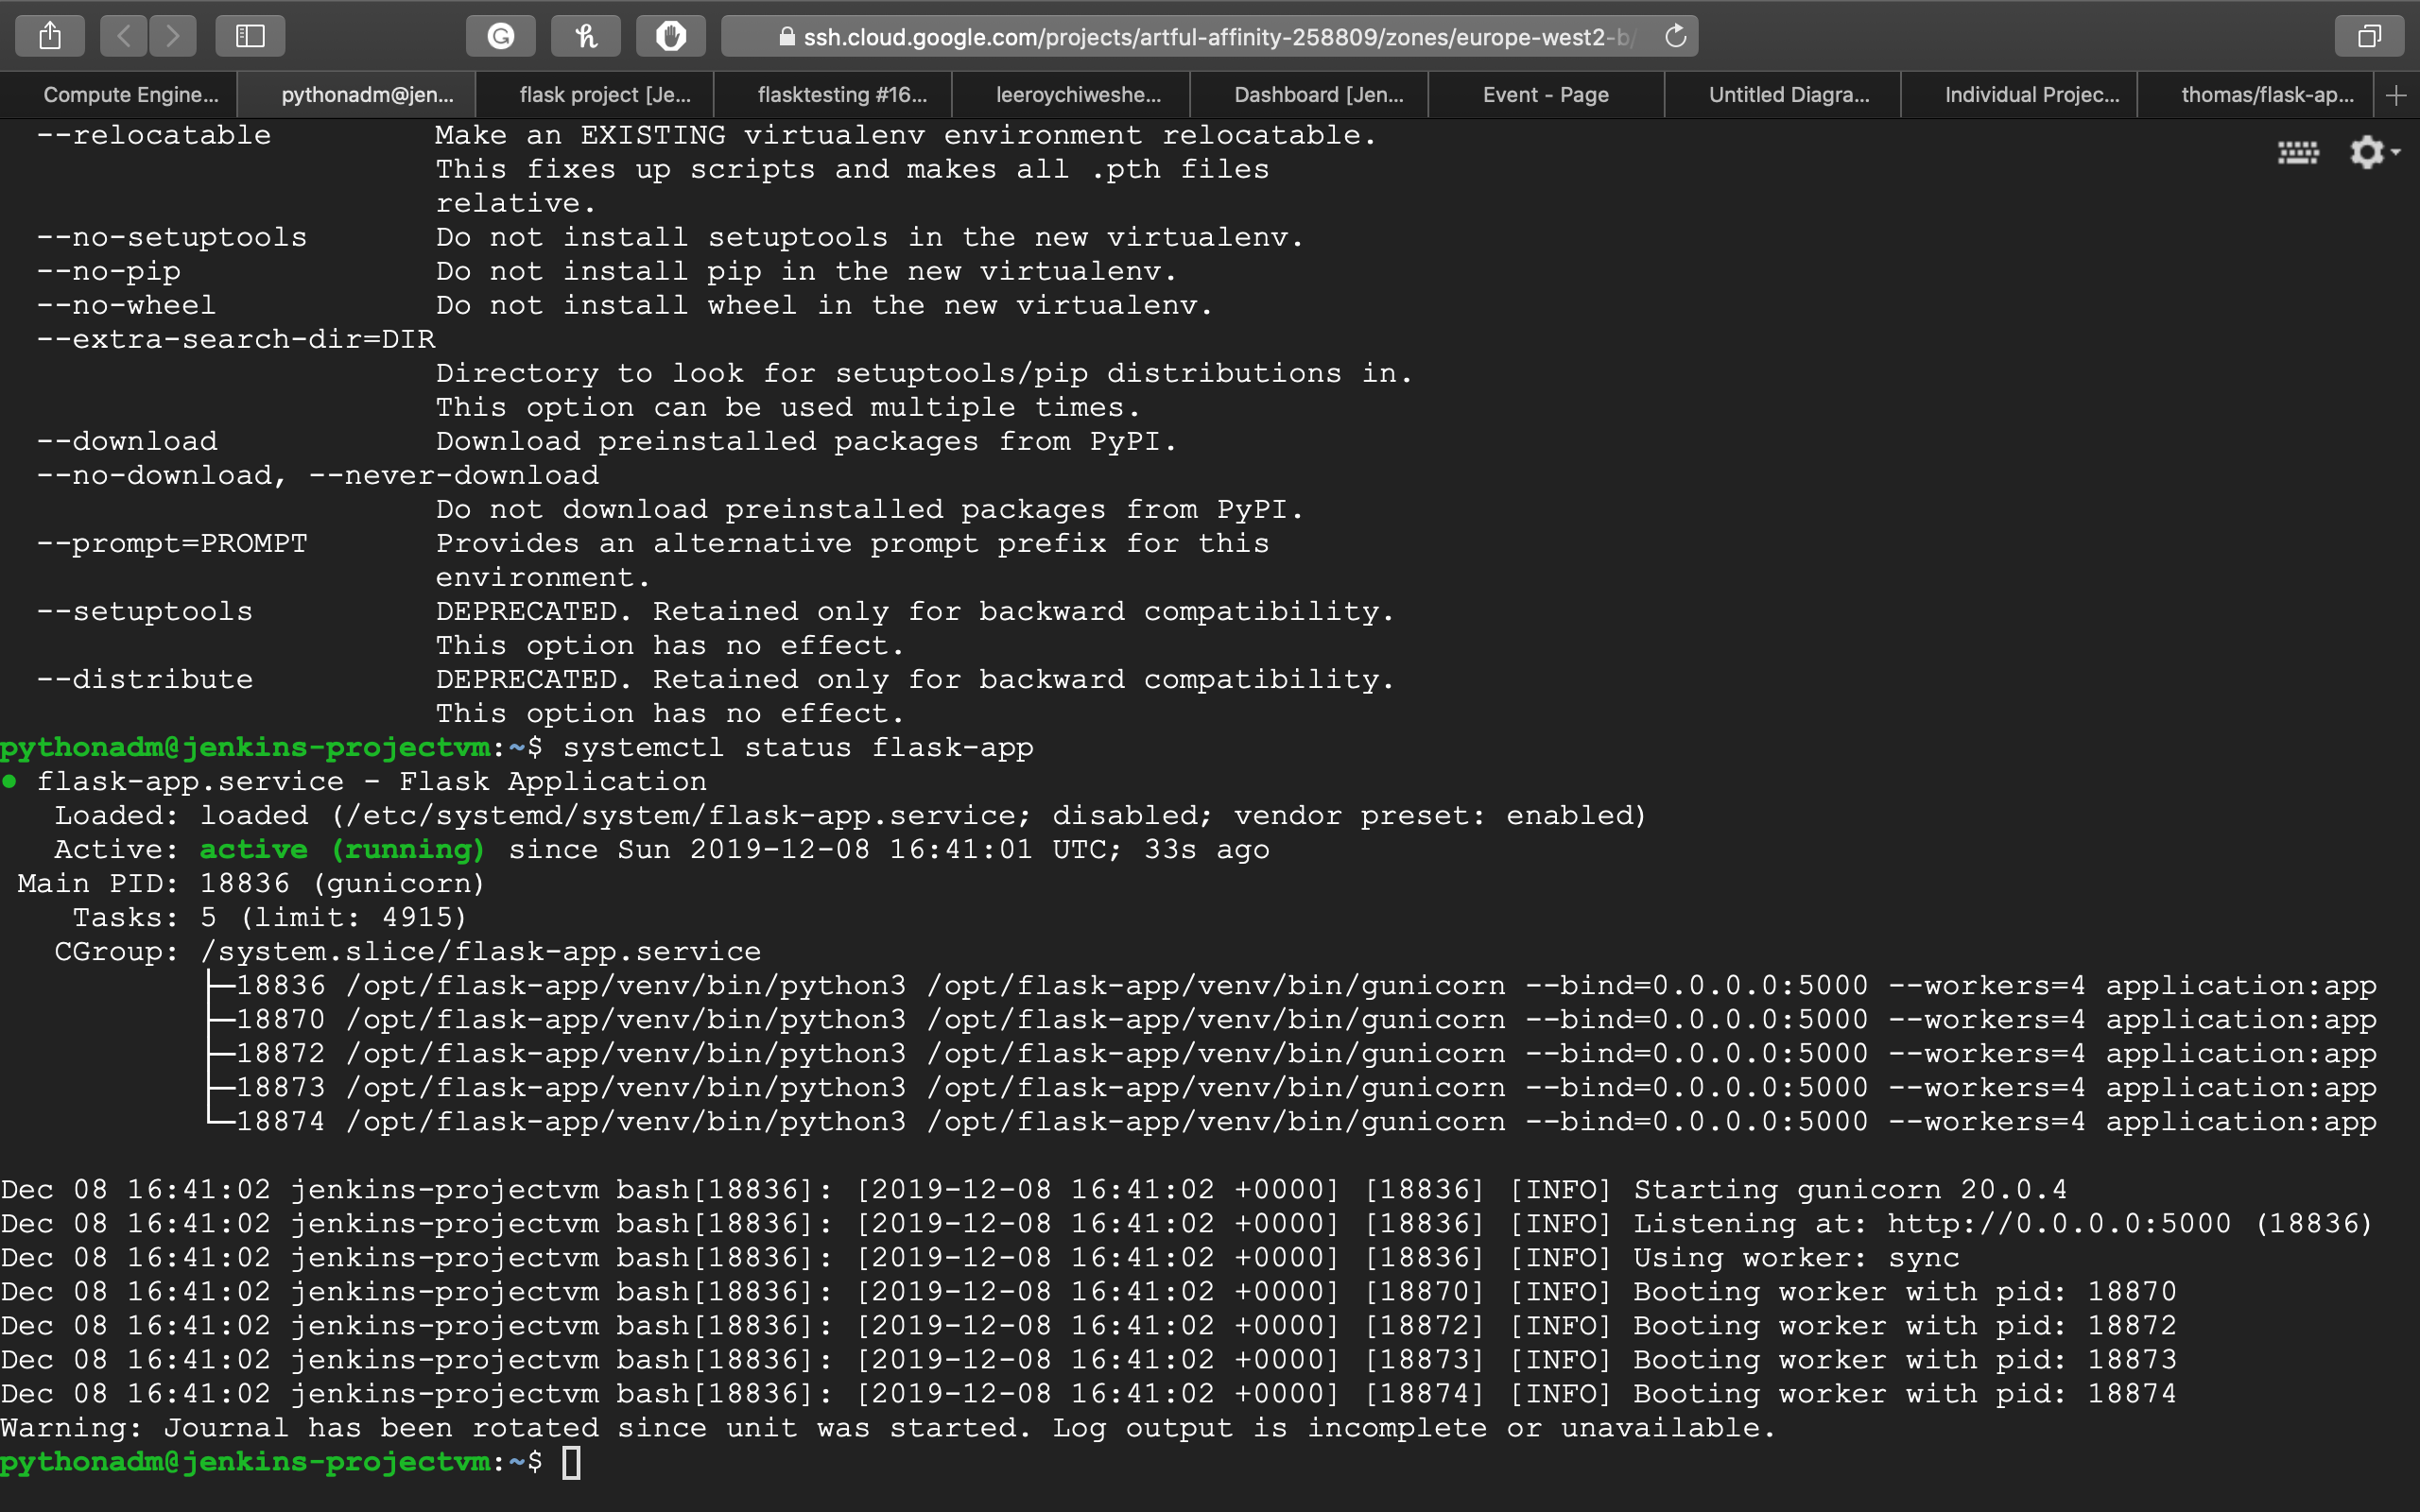 ssh.cloud.google.com/projects/artful-affinity-258809/zones/europe-west2-b/
Compute Engine... pythonadm@jen... flask project [Je... flasktesting #16... leeroychiweshe... Dashboard [Jen... Event - Page Untitled Diagra... Individual Projec... thomas/flask-ap...
--relocatable Make an EXISTING virtualenv environment relocatable.
This fixes up scripts and makes all .pth files
relative.
--no-setuptools Do not install setuptools in the new virtualenv.
--no-pip Do not install pip in the new virtualenv.
--no-wheel Do not install wheel in the new virtualenv.
--extra-search-dir=DIR
Directory to look for setuptools/pip distributions in.
This option can be used multiple times.
--download Download preinstalled packages from PyPI.
--no-download, --never-download
Do not download preinstalled packages from PyPI.
--prompt=PROMPT Provides an alternative prompt prefix for this
environment.
--setuptools DEPRECATED. Retained only for backward compatibility.
This option has no effect.
--distribute DEPRECATED. Retained only for backward compatibility.
This option has no effect.
pythonadm@jenkins-projectvm:~$ systemctl status flask-app
● flask-app.service - Flask Application
Loaded: loaded (/etc/systemd/system/flask-app.service; disabled; vendor preset: enabled)
Active: active (running) since Sun 2019-12-08 16:41:01 UTC; 33s ago
Main PID: 18836 (gunicorn)
Tasks: 5 (limit: 4915)
CGroup: /system.slice/flask-app.service
├─18836 /opt/flask-app/venv/bin/python3 /opt/flask-app/venv/bin/gunicorn --bind=0.0.0.0:5000 --workers=4 application:app
├─18870 /opt/flask-app/venv/bin/python3 /opt/flask-app/venv/bin/gunicorn --bind=0.0.0.0:5000 --workers=4 application:app
├─18872 /opt/flask-app/venv/bin/python3 /opt/flask-app/venv/bin/gunicorn --bind=0.0.0.0:5000 --workers=4 application:app
├─18873 /opt/flask-app/venv/bin/python3 /opt/flask-app/venv/bin/gunicorn --bind=0.0.0.0:5000 --workers=4 application:app
└─18874 /opt/flask-app/venv/bin/python3 /opt/flask-app/venv/bin/gunicorn --bind=0.0.0.0:5000 --workers=4 application:app
Dec 08 16:41:02 jenkins-projectvm bash[18836]: [2019-12-08 16:41:02 +0000] [18836] [INFO] Starting gunicorn 20.0.4
Dec 08 16:41:02 jenkins-projectvm bash[18836]: [2019-12-08 16:41:02 +0000] [18836] [INFO] Listening at: http://0.0.0.0:5000 (18836)
Dec 08 16:41:02 jenkins-projectvm bash[18836]: [2019-12-08 16:41:02 +0000] [18836] [INFO] Using worker: sync
Dec 08 16:41:02 jenkins-projectvm bash[18836]: [2019-12-08 16:41:02 +0000] [18870] [INFO] Booting worker with pid: 18870
Dec 08 16:41:02 jenkins-projectvm bash[18836]: [2019-12-08 16:41:02 +0000] [18872] [INFO] Booting worker with pid: 18872
Dec 08 16:41:02 jenkins-projectvm bash[18836]: [2019-12-08 16:41:02 +0000] [18873] [INFO] Booting worker with pid: 18873
Dec 08 16:41:02 jenkins-projectvm bash[18836]: [2019-12-08 16:41:02 +0000] [18874] [INFO] Booting worker with pid: 18874
Warning: Journal has been rotated since unit was started. Log output is incomplete or unavailable.
pythonadm@jenkins-projectvm:~$